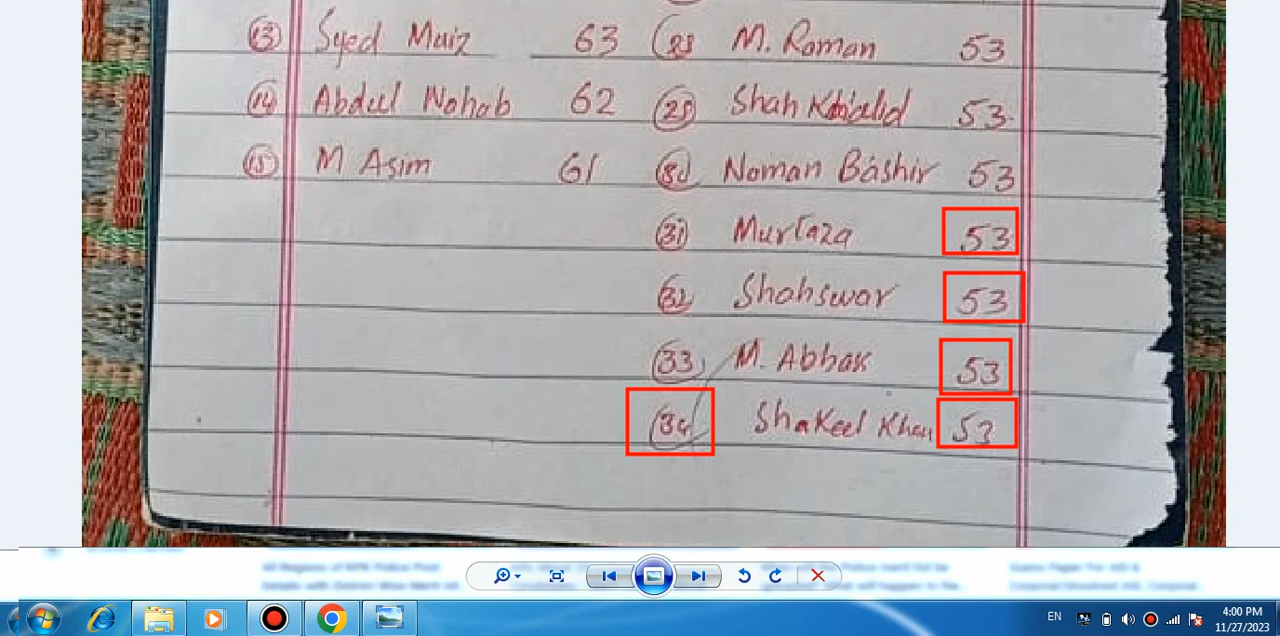 13 Syed Muiz 63
14 Abdul Wohab 62
15 M Asim 61
28 M. Roman 53
29 Shah Khalid 53
30 Noman Bashir 53
31 Murtaza 53
32 Shahswar 53
33 M. Abbas 53
34 Shakeel Khan 53
EN
4:00 PM
11/27/2023